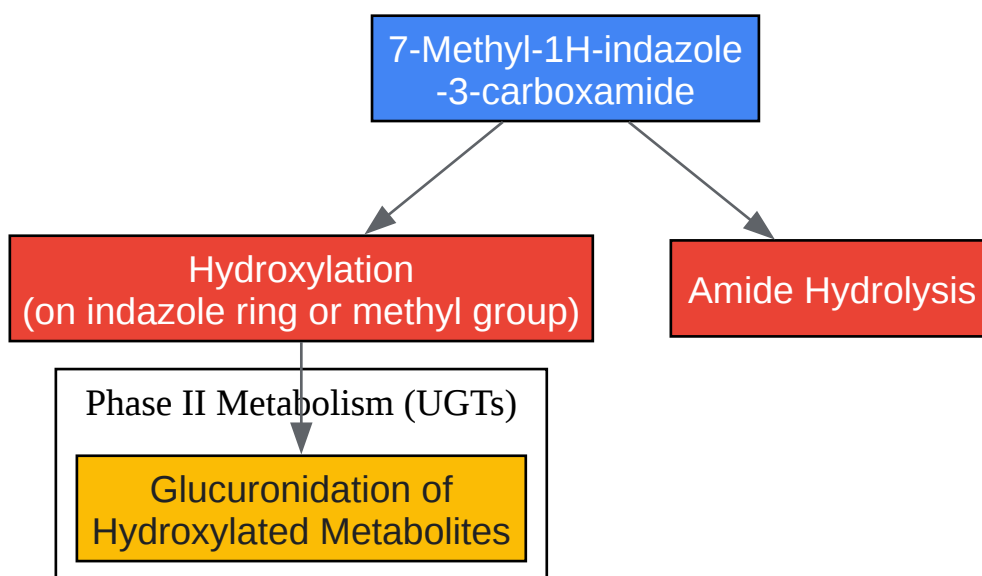 7-Methyl-1H-indazole
-3-carboxamide
Hydroxylation
(on indazole ring or methyl group)
Amide Hydrolysis
Phase II Metabolism (UGTs)
Glucuronidation of
Hydroxylated Metabolites